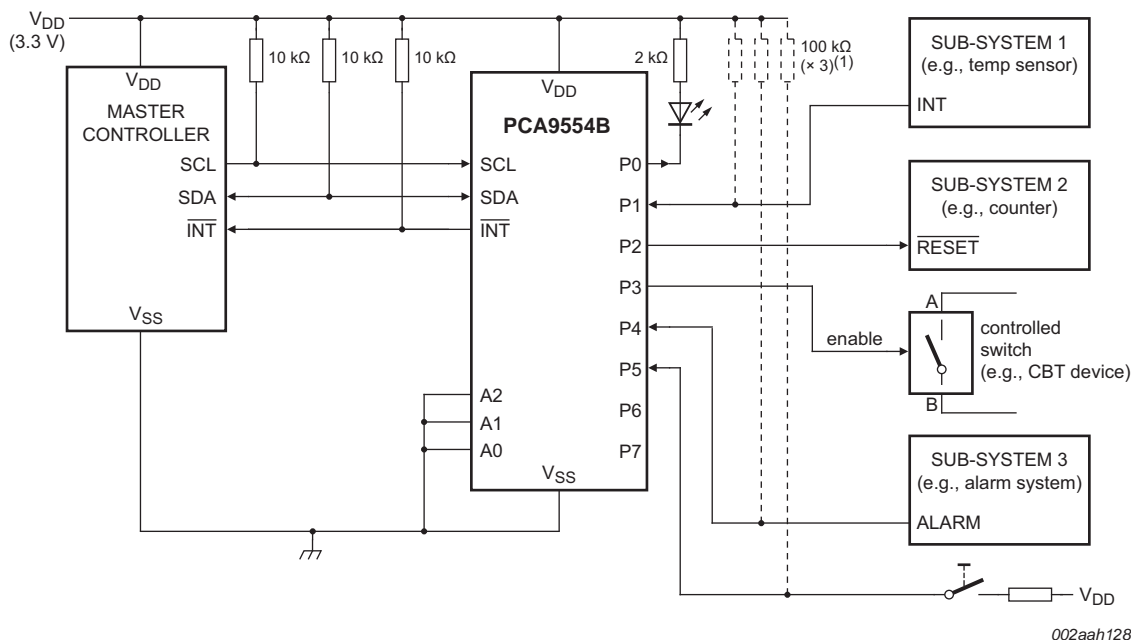 VDD
(3.3 V)
10 kΩ
10 kΩ
10 kΩ
2 kΩ
100 kΩ
(× 3)(1)
VDD
MASTER
CONTROLLER
SCL
SDA
INT
VSS
VDD
PCA9554B
SCL
SDA
INT
A2
A1
A0
VSS
P0
P1
P2
P3
P4
P5
P6
P7
SUB-SYSTEM 1
(e.g., temp sensor)
INT
SUB-SYSTEM 2
(e.g., counter)
RESET
enable
A
B
controlled
switch
(e.g., CBT device)
SUB-SYSTEM 3
(e.g., alarm system)
ALARM
VDD
002aah128